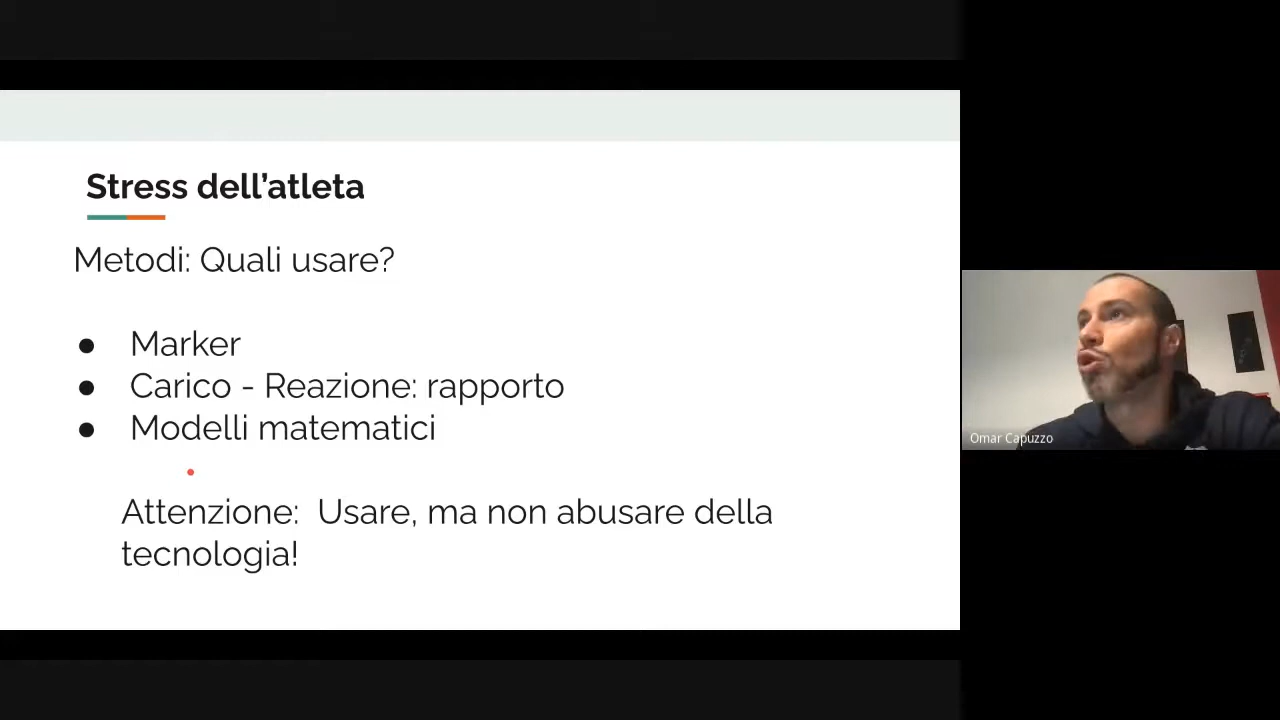 Stress dell’atleta
Metodi: Quali usare?
● Marker
● Carico - Reazione: rapporto
● Modelli matematici
Attenzione: Usare, ma non abusare della
tecnologia!
Omar Capuzzo